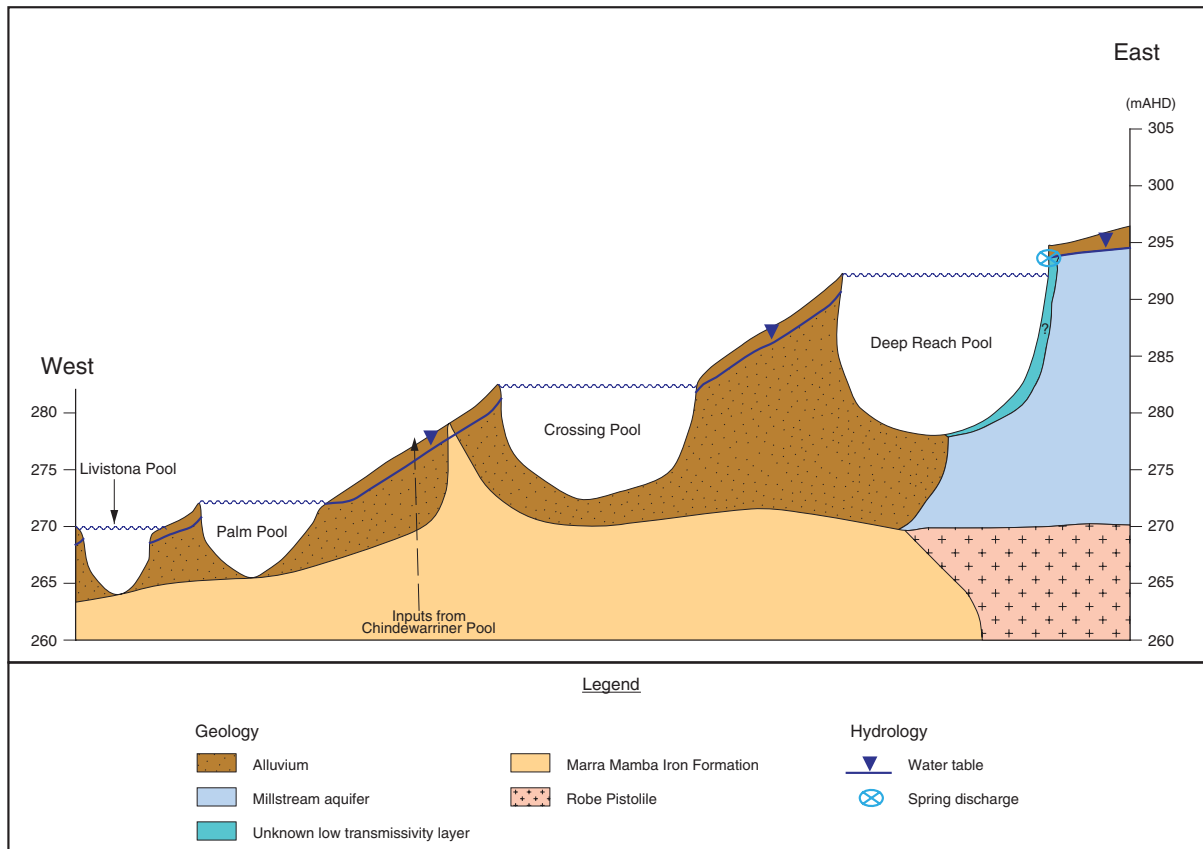 East
(mAHD)
305
300
295
290
285
280
275
270
265
260
West
280
275
270
265
260
Livistona Pool
Palm Pool
Crossing Pool
Deep Reach Pool
?
Inputs from
Chindewarriner Pool
Legend
Geology
Alluvium
Millstream aquifer
Unknown low transmissivity layer
Marra Mamba Iron Formation
Robe Pistolile
Hydrology
Water table
Spring discharge